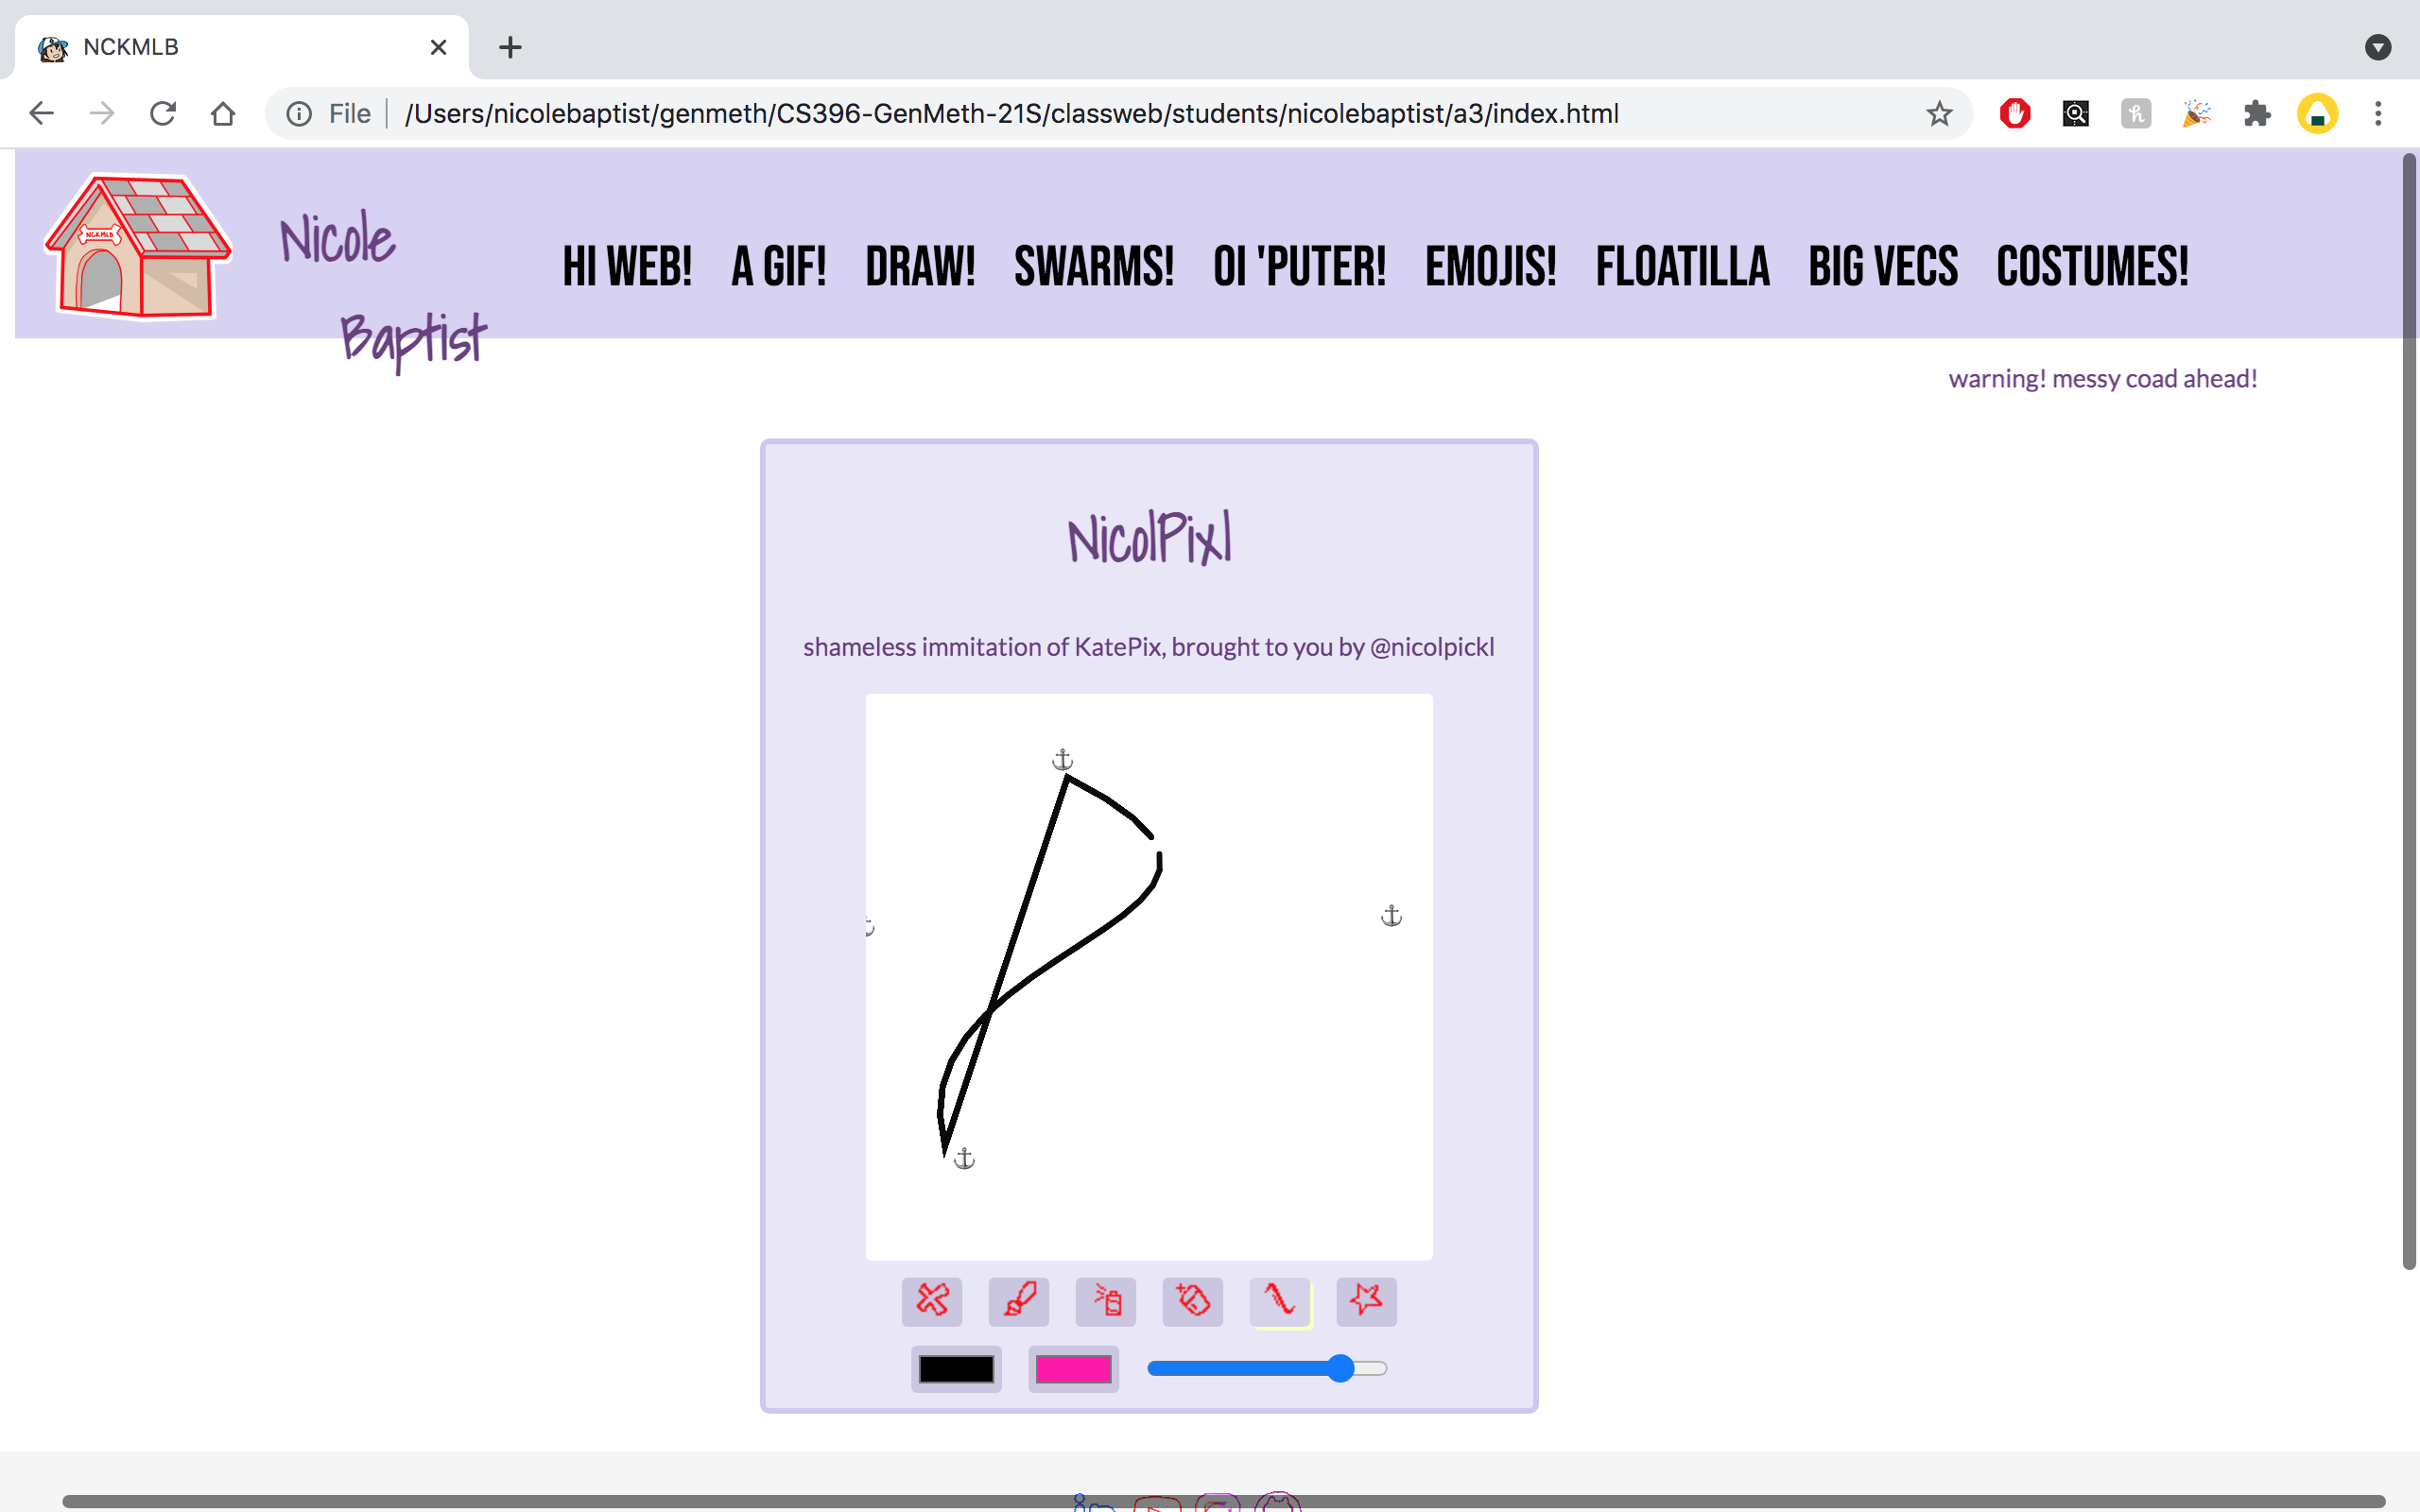 NCKMLB
File /Users/nicolebaptist/genmeth/CS396-GenMeth-21S/classweb/students/nicolebaptist/a3/index.html
NCKMLB
Nicole
Baptist
HI WEB! A GIF! DRAW! SWARMS! OI 'PUTER! EMOJIS! FLOATILLA BIG VECS COSTUMES!
warning! messy coad ahead!
NicolPixl
shameless immitation of KatePix, brought to you by @nicolpickl